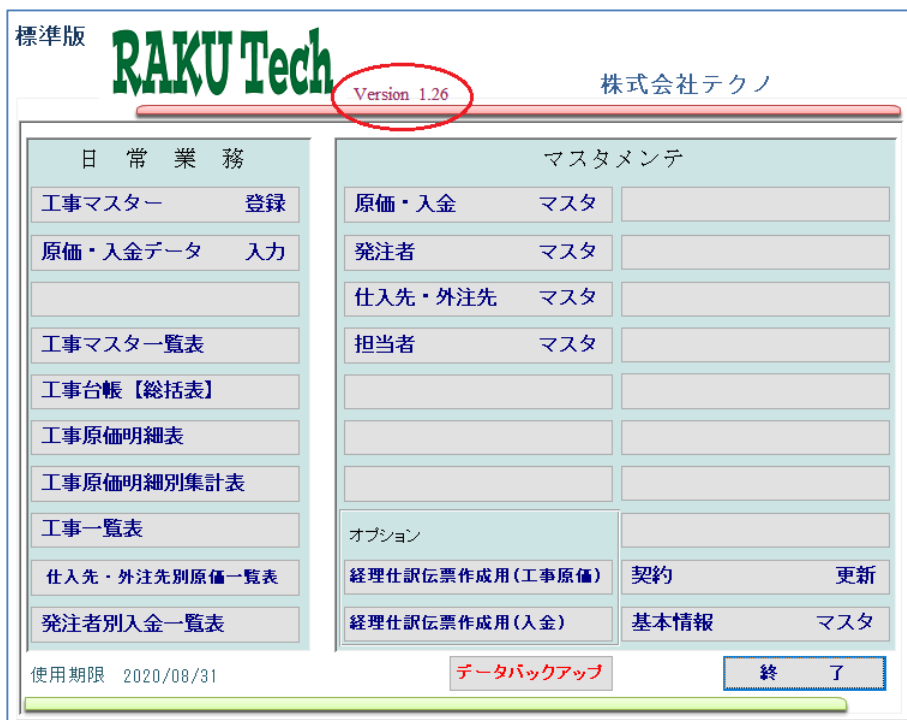 標準版
RAKU Tech
Version 1.26
株式会社テクノ
日 常 業 務
工事マスター 登録
原価・入金データ 入力
工事マスター覧表
工事台帳【総括表】
工事原価明細表
工事原価明細別集計表
工事一覧表
仕入先・外注先別原価一覧表
発注者別入金一覧表
マスタメンテ
原価・入金 マスタ
発注者 マスタ
仕入先・外注先 マスタ
担当者 マスタ
オプション
経理仕訳伝票作成用(工事原価)
経理仕訳伝票作成用(入金)
契約 更新
基本情報 マスタ
使用期限 2020/08/31
データバックアップ
終 了